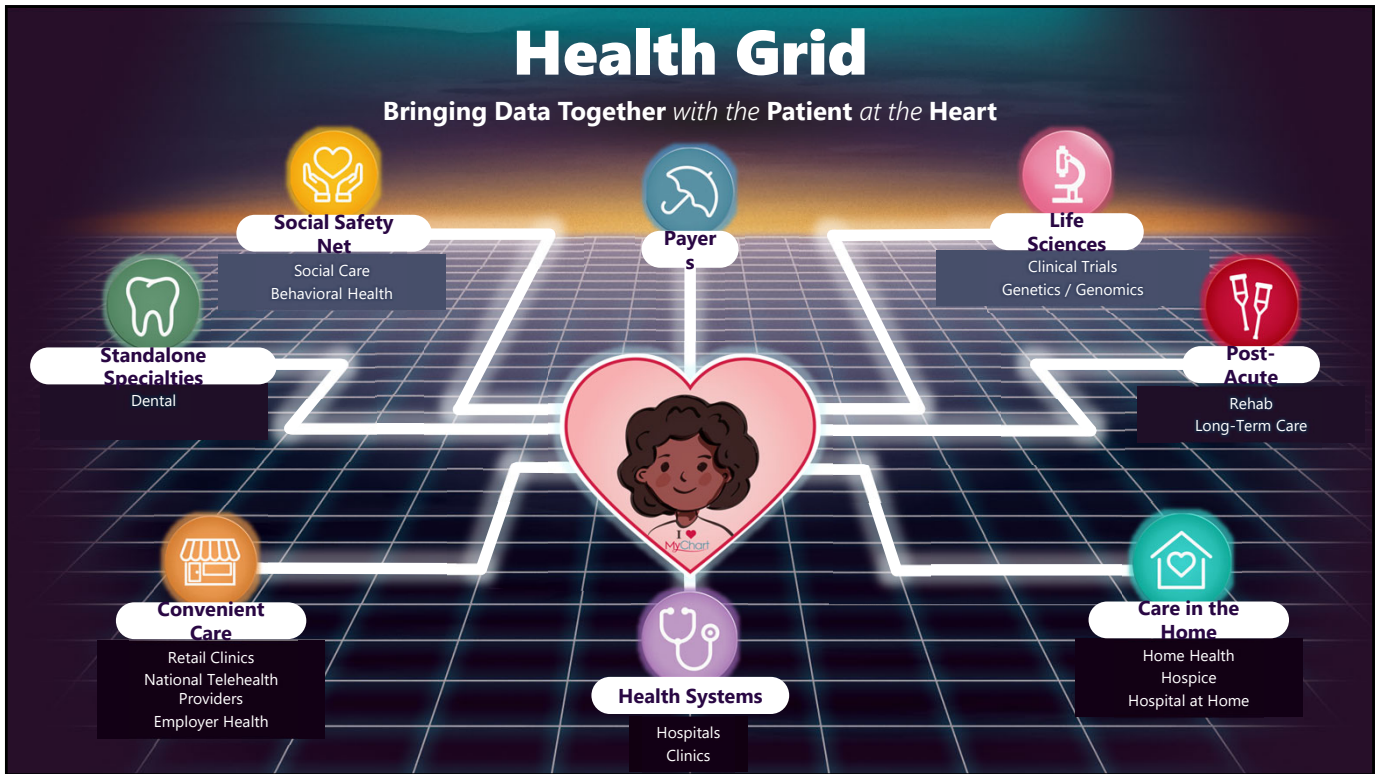 Health Grid
Bringing Data Together with the Patient at the Heart
Social Safety
Net
Social Care
Behavioral Health
Payer
s
Life
Sciences
Clinical Trials
Genetics / Genomics
Standalone
Specialties
Dental
Post-
Acute
Rehab
Long-Term Care
I ❤
MyChart
Convenient
Care
Retail Clinics
National Telehealth
Providers
Employer Health
Health Systems
Hospitals
Clinics
Care in the
Home
Home Health
Hospice
Hospital at Home